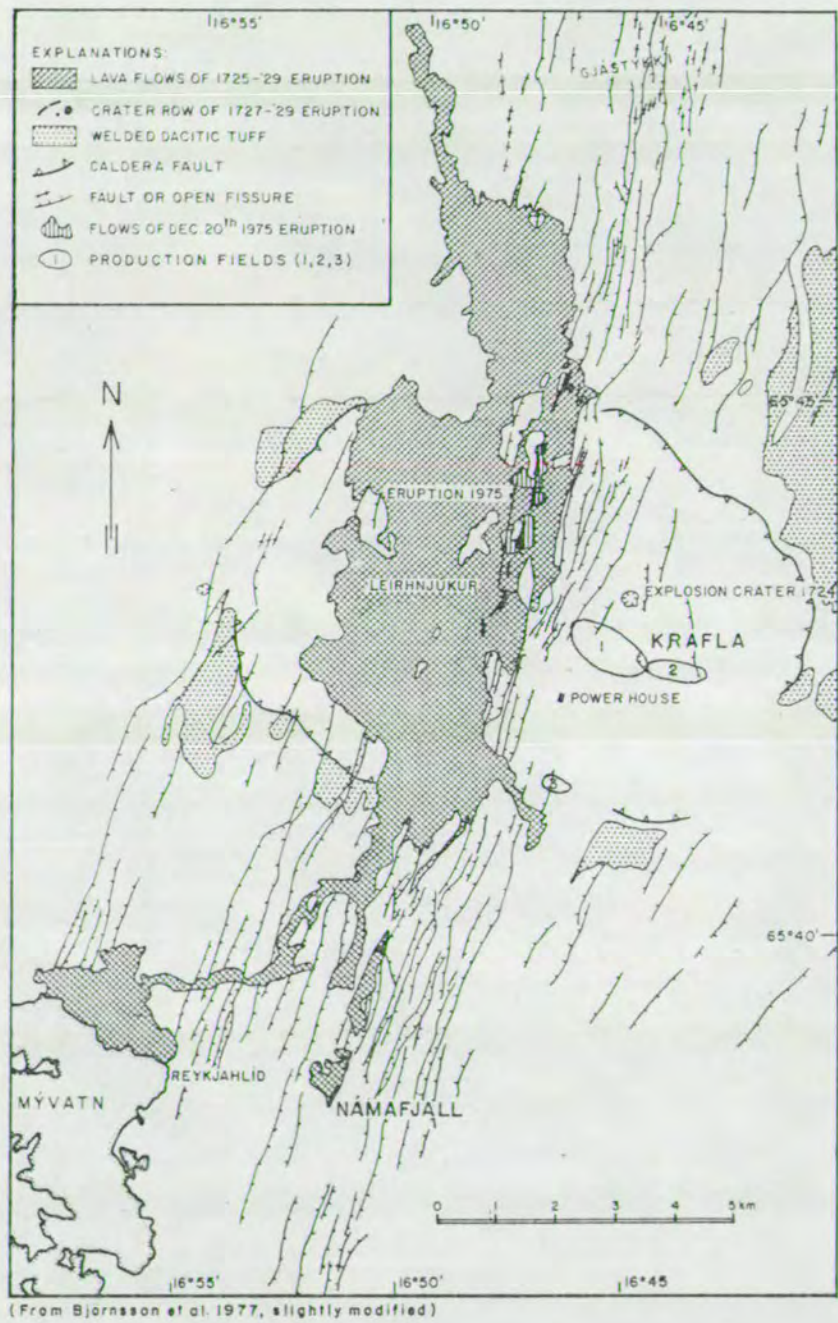 16°55'
16°50'
16°45'
EXPLANATIONS:
LAVA FLOWS OF 1725-'29 ERUPTION
CRATER ROW OF 1727-'29 ERUPTION
WELDED DACITIC TUFF
CALDERA FAULT
FAULT OR OPEN FISSURE
FLOWS OF DEC. 20th 1975 ERUPTION
1 PRODUCTION FIELDS (1,2,3)
GJÁSTYKKI
N
65°45'
ERUPTION 1975
LEIRHNJÚKUR
EXPLOSION CRATER 1724
KRAFLA
1
2
POWER HOUSE
3
65°40'
REYKJAHLÍD
MÝVATN
NÁMAFJALL
0 1 2 3 4 5 km
16°55'
16°50'
16°45'
(From Bjornsson et al. 1977, slightly modified)